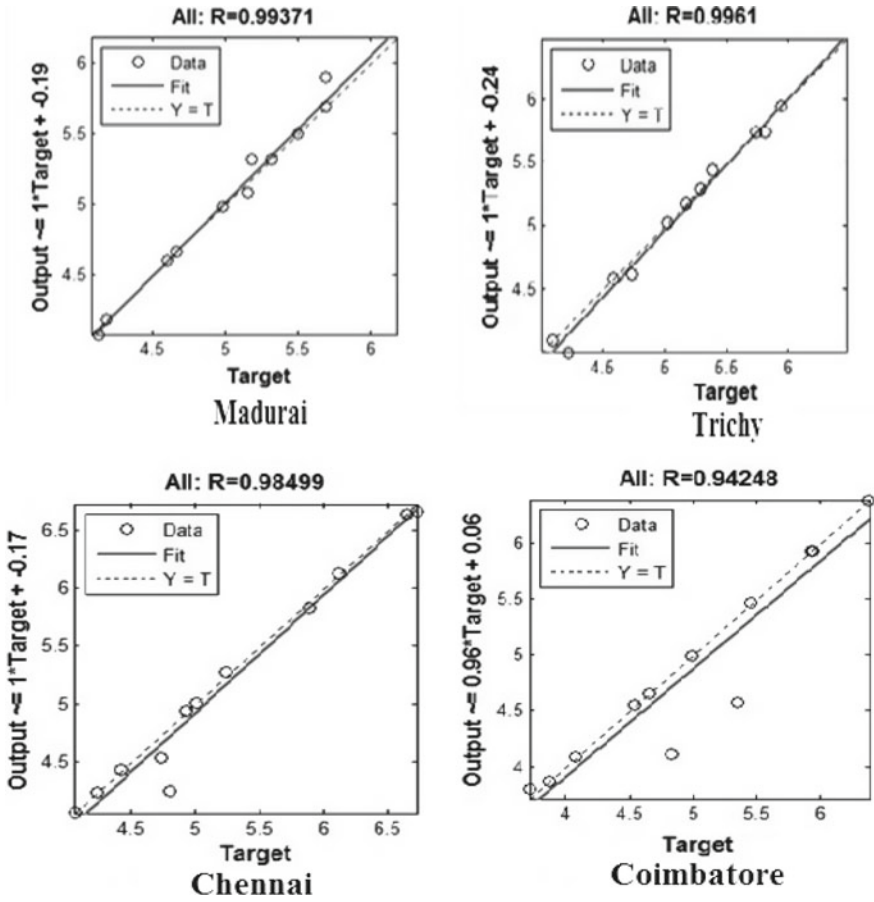 All: R=0.99371
Output ~= 1*Target + -0.19
Data
Fit
Y = T
6
5.5
5
4.5
4.5 5 5.5 6
Target
Madurai
All: R=0.9961
Output ~= 1*Target + -0.24
Data
Fit
Y = T
6
5.5
5
4.5
4.5 5 5.5 6
Target
Trichy
All: R=0.98499
Output ~= 1*Target + -0.17
Data
Fit
Y = T
6.5
6
5.5
5
4.5
4.5 5 5.5 6 6.5
Target
Chennai
All: R=0.94248
Output ~= 0.96*Target + 0.06
Data
Fit
Y = T
6
5.5
5
4.5
4
4 4.5 5 5.5 6
Target
Coimbatore